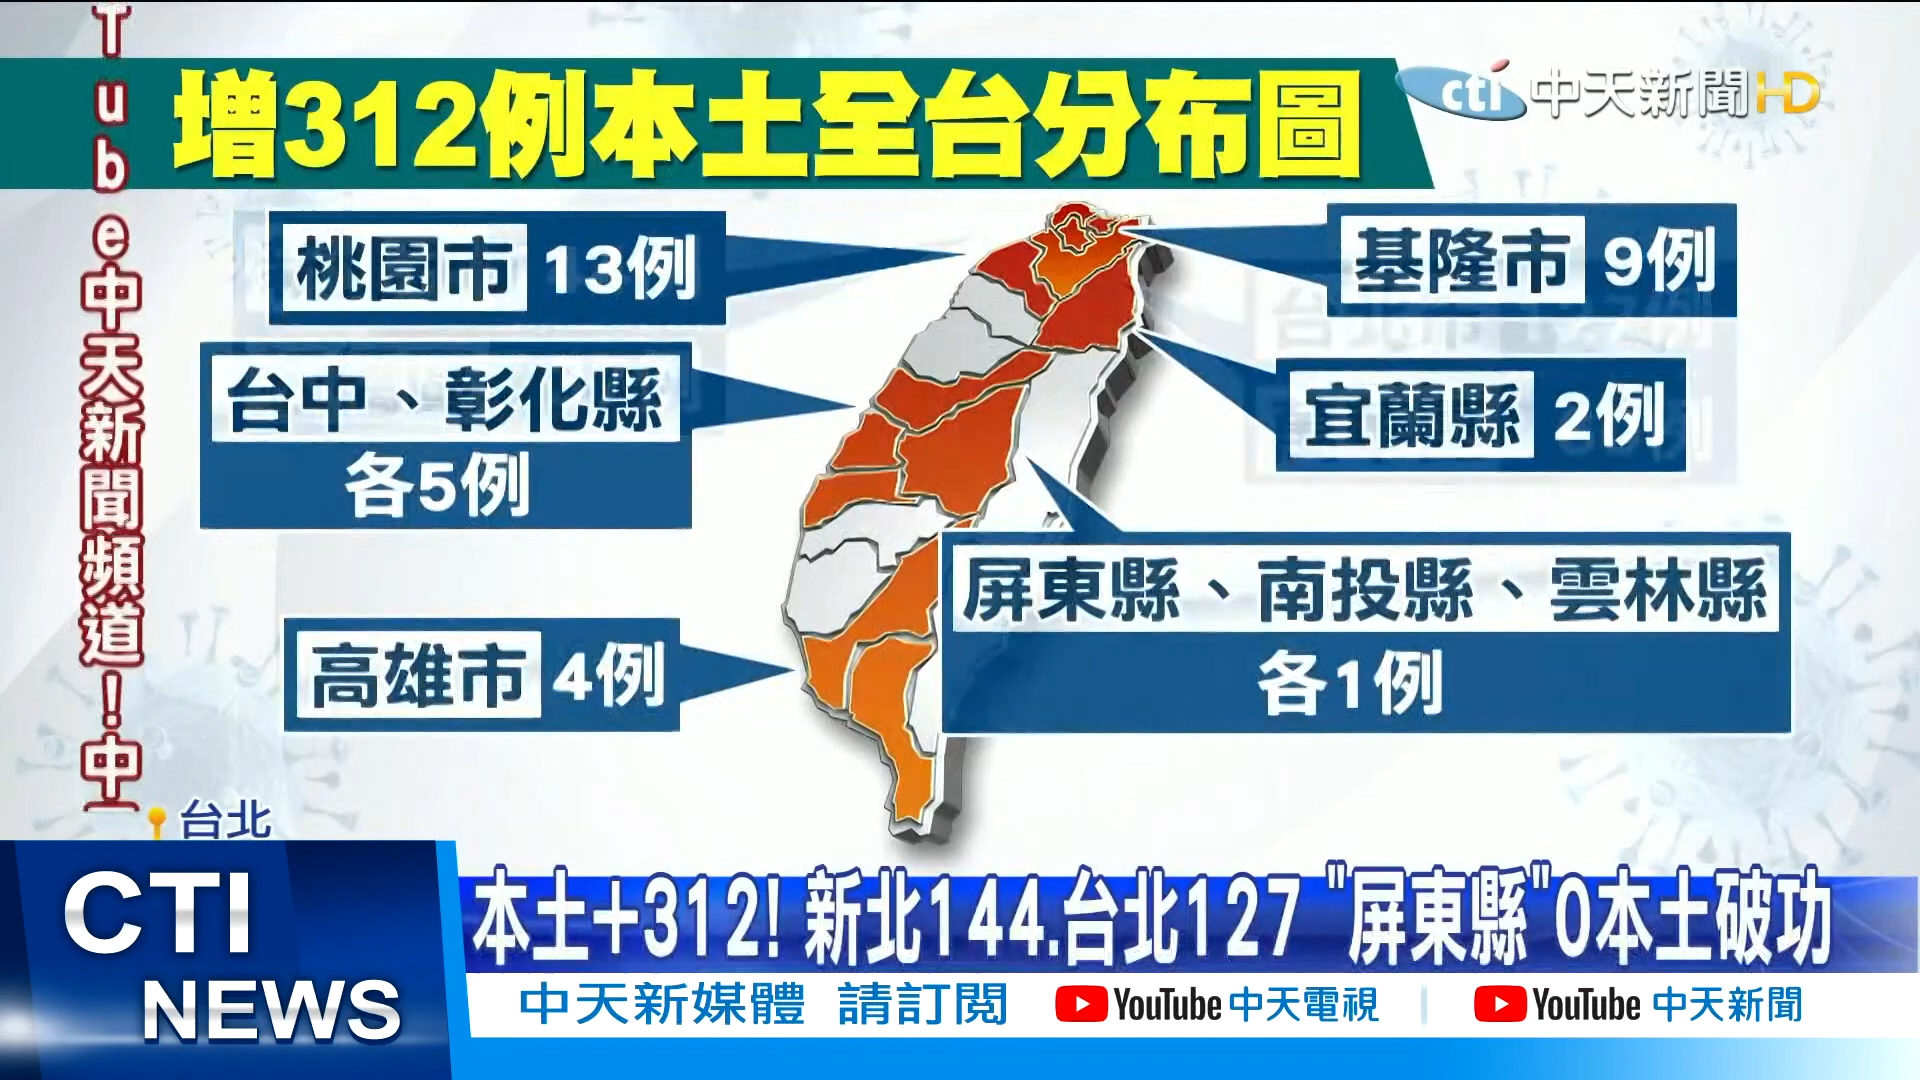 Tube中天新聞頻道！中
增312例本土全台分布圖
cti 中天新聞HD
桃園市 13例
基隆市 9例
台中、彰化縣
各5例
宜蘭縣 2例
屏東縣、南投縣、雲林縣
各1例
高雄市 4例
台北
CTI
NEWS
本土+312! 新北144.台北127 "屏東縣"0本土破功
中天新媒體 請訂閱 YouTube 中天電視 | YouTube 中天新聞